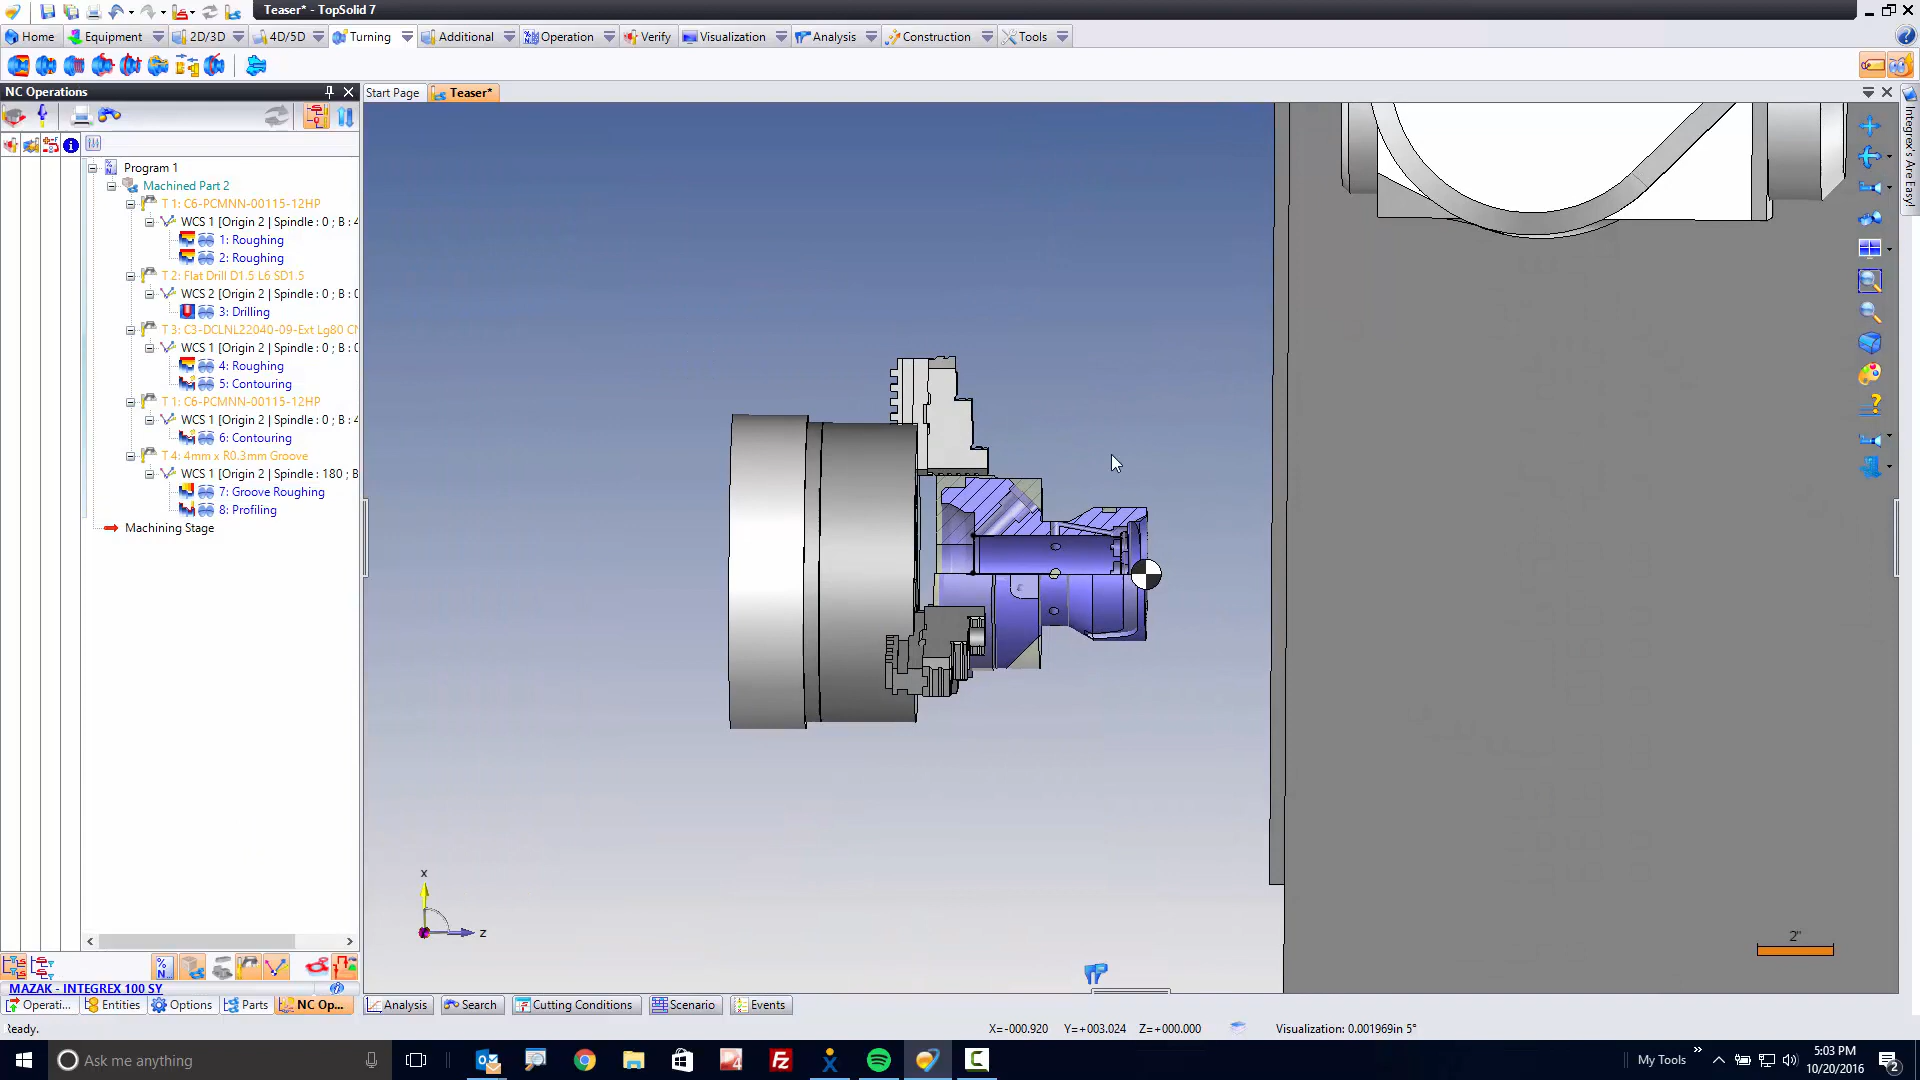 Teaser* - TopSolid 7
Home
Equipment
2D/3D
4D/5D
Turning
Additional
Operation
Verify
Visualization
Analysis
Construction
Tools
NC Operations
Start Page
Teaser*
Integrex's Are Easy!
Program 1
Machined Part 2
T 1: C6-PCMNN-00115-12HP
WCS 1 [Origin 2 | Spindle : 0 ; B : 4
1: Roughing
2: Roughing
T 2: Flat Drill D1.5 L6 SD1.5
WCS 2 [Origin 2 | Spindle : 0 ; B : 0
3: Drilling
T 3: C3-DCLNL22040-09-Ext Lg80 CN
WCS 1 [Origin 2 | Spindle : 0 ; B : 0
4: Roughing
5: Contouring
T 1: C6-PCMNN-00115-12HP
WCS 1 [Origin 2 | Spindle : 0 ; B : 4
6: Contouring
T 4: 4mm x R0.3mm Groove
WCS 1 [Origin 2 | Spindle : 180 ; B
7: Groove Roughing
8: Profiling
Machining Stage
x
z
2"
MAZAK - INTEGREX 100 SY
Operati...
Entities
Options
Parts
NC Op...
Analysis
Search
Cutting Conditions
Scenario
Events
Ready.
X=-000.920 Y=+003.024 Z=+000.000
Visualization: 0.001969in 5°
Ask me anything
My Tools
5:03 PM
10/20/2016
2